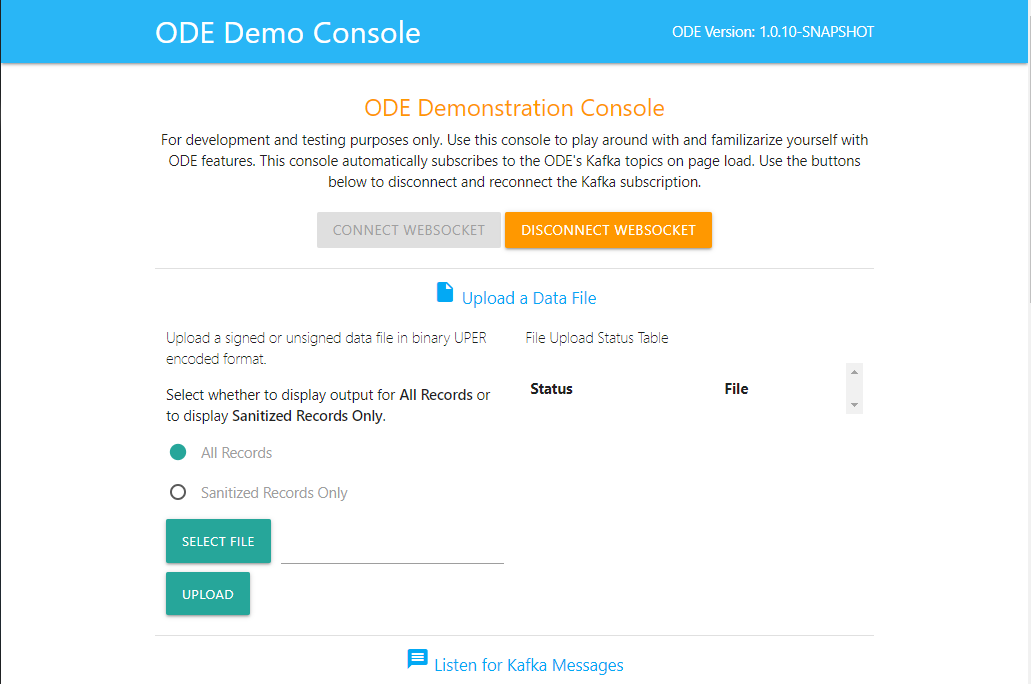 ODE Demo Console
ODE Version: 1.0.10-SNAPSHOT
ODE Demonstration Console
For development and testing purposes only. Use this console to play around with and familizarize yourself with
ODE features. This console automatically subscribes to the ODE's Kafka topics on page load. Use the buttons
below to disconnect and reconnect the Kafka subscription.
CONNECT WEBSOCKET
DISCONNECT WEBSOCKET
Upload a Data File
Upload a signed or unsigned data file in binary UPER
encoded format.
Select whether to display output for All Records or
to display Sanitized Records Only.
All Records
Sanitized Records Only
SELECT FILE
UPLOAD
File Upload Status Table
Status
File
Listen for Kafka Messages